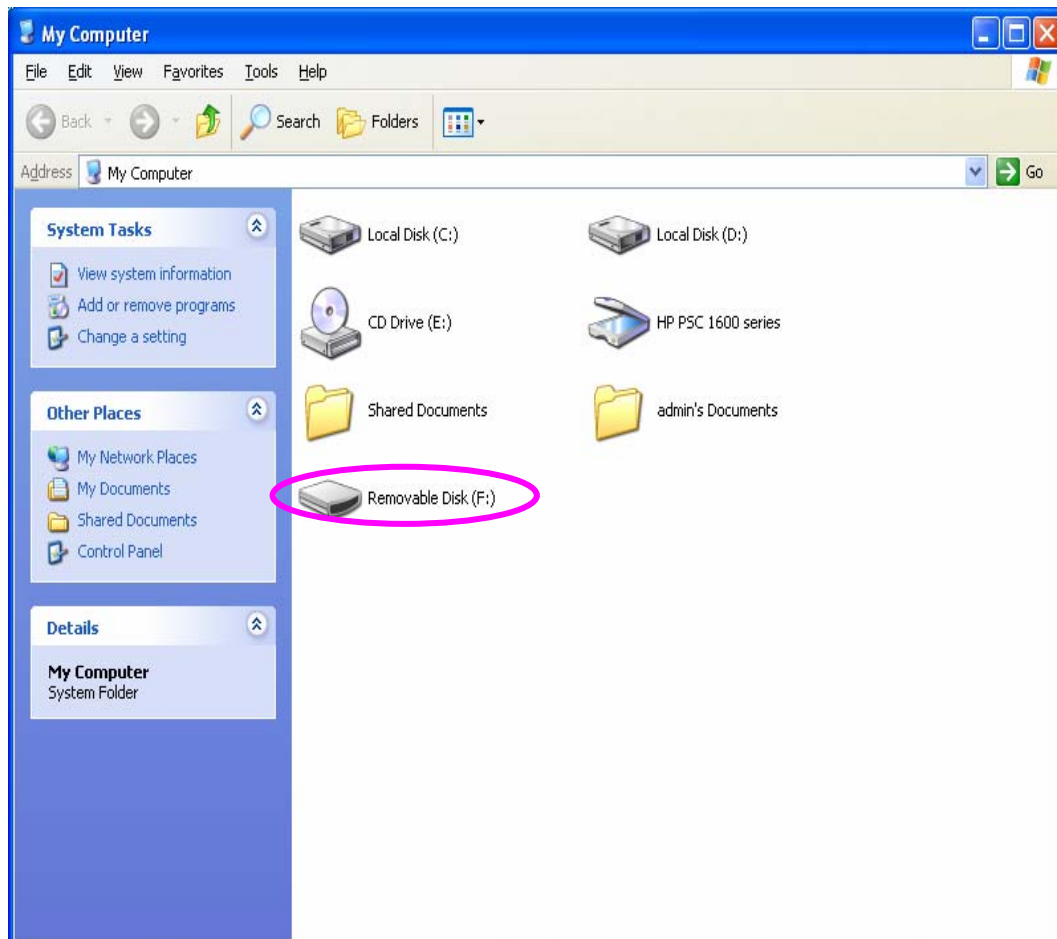 My Computer
File Edit View Favorites Tools Help
Back Search Folders
Address My Computer Go
System Tasks
View system information
Add or remove programs
Change a setting
Other Places
My Network Places
My Documents
Shared Documents
Control Panel
Details
My Computer
System Folder
Local Disk (C:) Local Disk (D:)
CD Drive (E:) HP PSC 1600 series
Shared Documents admin's Documents
Removable Disk (F:)